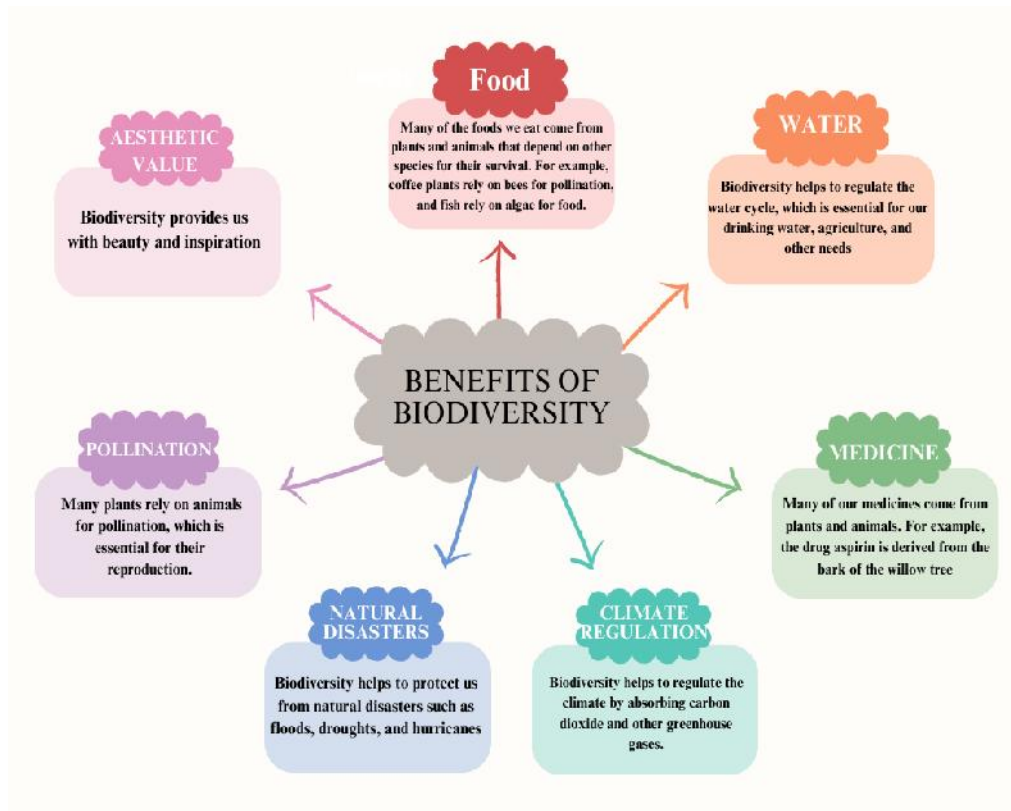 Food
Many of the foods we eat come from
plants and animals that depend on other
species for their survival. For example,
coffee plants rely on bees for pollination,
and fish rely on algae for food.
AESTHETIC
VALUE
Biodiversity provides us
with beauty and inspiration
WATER
Biodiversity helps to regulate the
water cycle, which is essential for our
drinking water, agriculture, and
other needs
BENEFITS OF
BIODIVERSITY
POLLINATION
Many plants rely on animals
for pollination, which is
essential for their
reproduction.
MEDICINE
Many of our medicines come from
plants and animals. For example,
the drug aspirin is derived from the
bark of the willow tree
NATURAL
DISASTERS
Biodiversity helps to protect us
from natural disasters such as
floods, droughts, and hurricanes
CLIMATE
REGULATION
Biodiversity helps to regulate the
climate by absorbing carbon
dioxide and other greenhouse
gases.